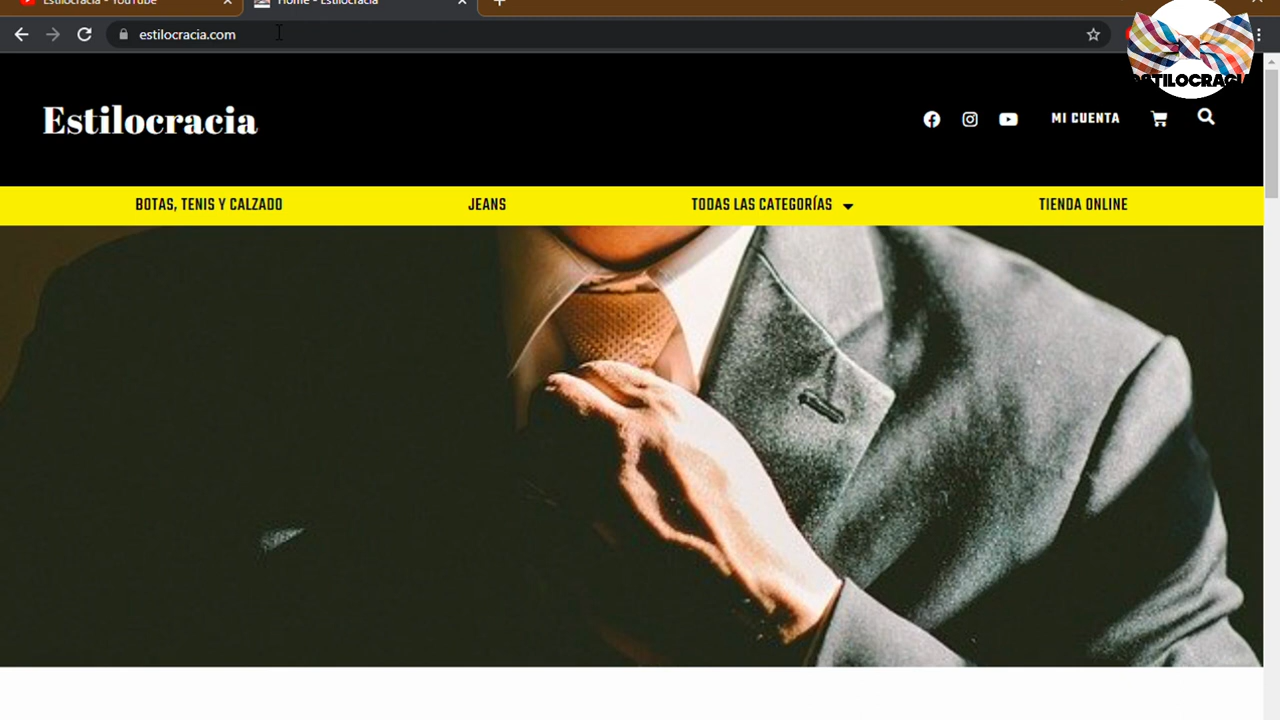 Estilocracia - YouTube
Home - Estilocracia
estilocracia.com
ESTILOCRACIA
Estilocracia
MI CUENTA
BOTAS, TENIS Y CALZADO
JEANS
TODAS LAS CATEGORÍAS
TIENDA ONLINE